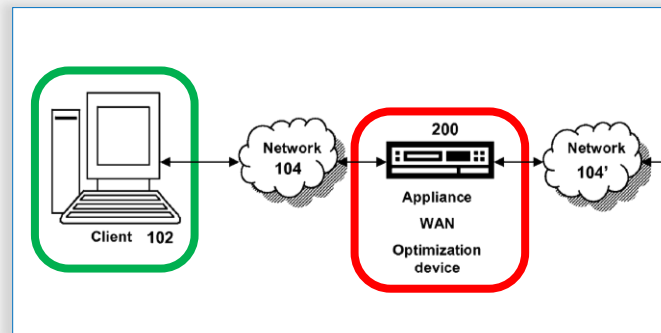 Client 102
Network
104
200
Appliance
WAN
Optimization
device
Network
104'